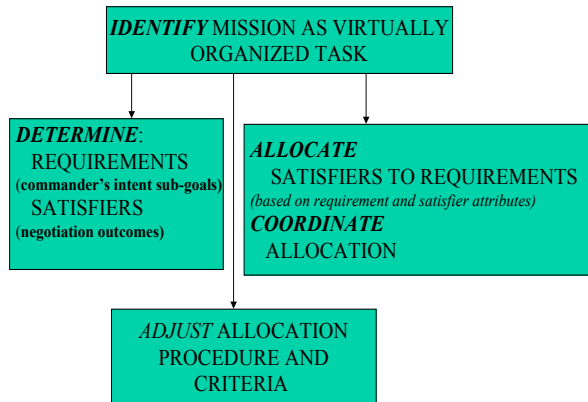 IDENTIFY MISSION AS VIRTUALLY
ORGANIZED TASK
DETERMINE:
REQUIREMENTS
(commander's intent sub-goals)
SATISFIERS
(negotiation outcomes)
ALLOCATE
SATISFIERS TO REQUIREMENTS
(based on requirement and satisfier attributes)
COORDINATE
ALLOCATION
ADJUST ALLOCATION
PROCEDURE AND
CRITERIA